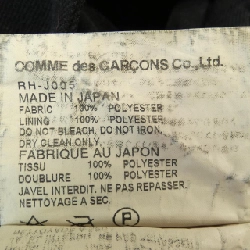 COMME des GARÇONS Co.,Ltd.
RH-J005
MADE IN JAPAN
FABRIC 100% POLYESTER
LINING 100% POLYESTER
DO NOT BLEACH, DO NOT IRON.
DRY CLEAN ONLY.
FABRIQUE AU JAPON
TISSU 100% POLYESTER
DOUBLURE 100% POLYESTER
JAVEL INTERDIT. NE PAS REPASSER.
NETTOYAGE A SEC.
P